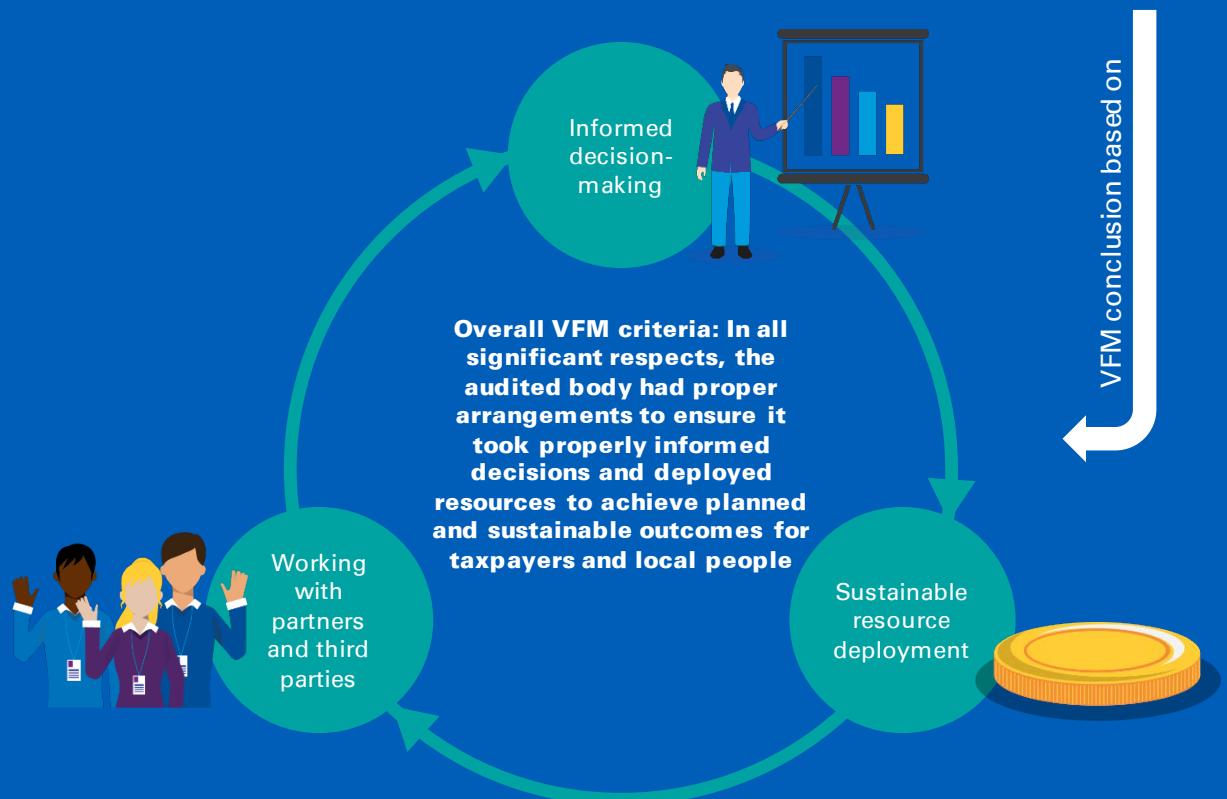 Informed
decision-
making
VFM conclusion based on
Overall VFM criteria: In all
significant respects, the
audited body had proper
arrangements to ensure it
took properly informed
decisions and deployed
resources to achieve planned
and sustainable outcomes for
taxpayers and local people
Working
with
partners
and third
parties
Sustainable
resource
deployment